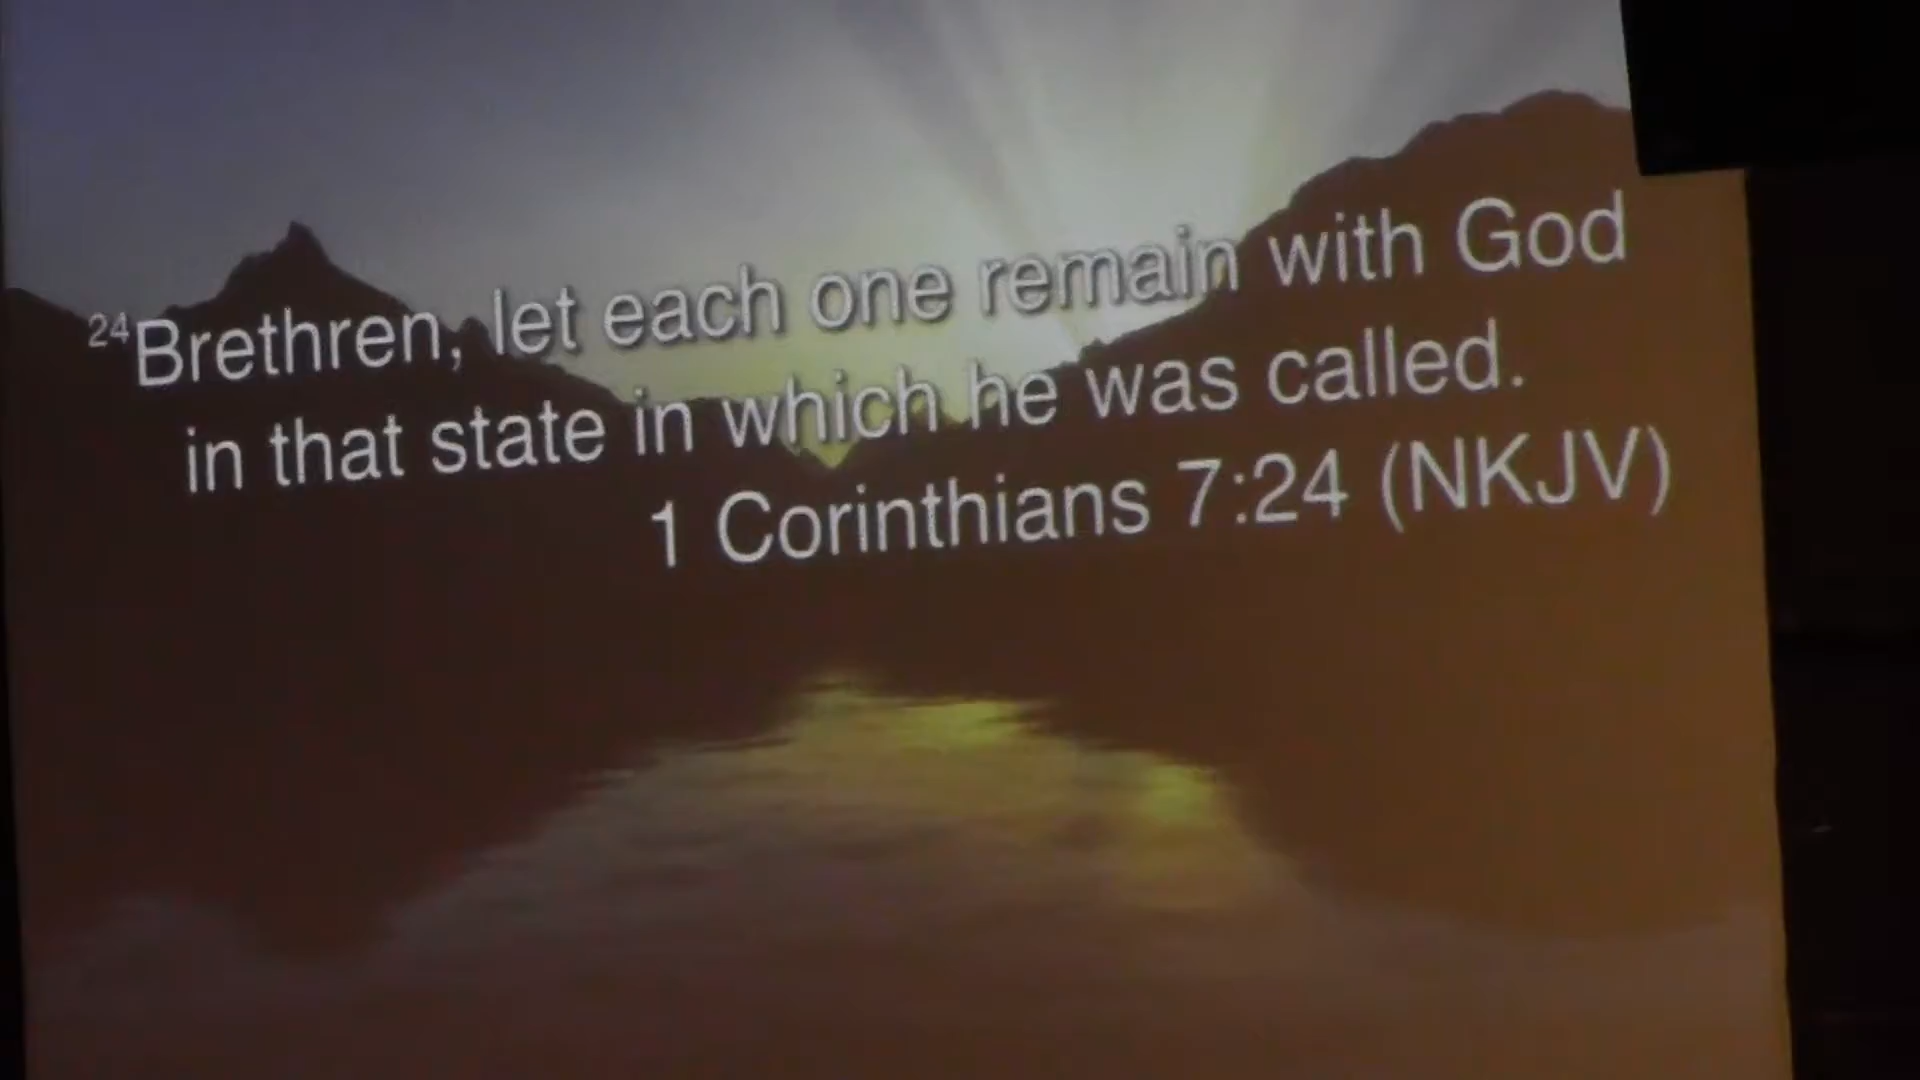 24Brethren, let each one remain with God
in that state in which he was called.
1 Corinthians 7:24 (NKJV)